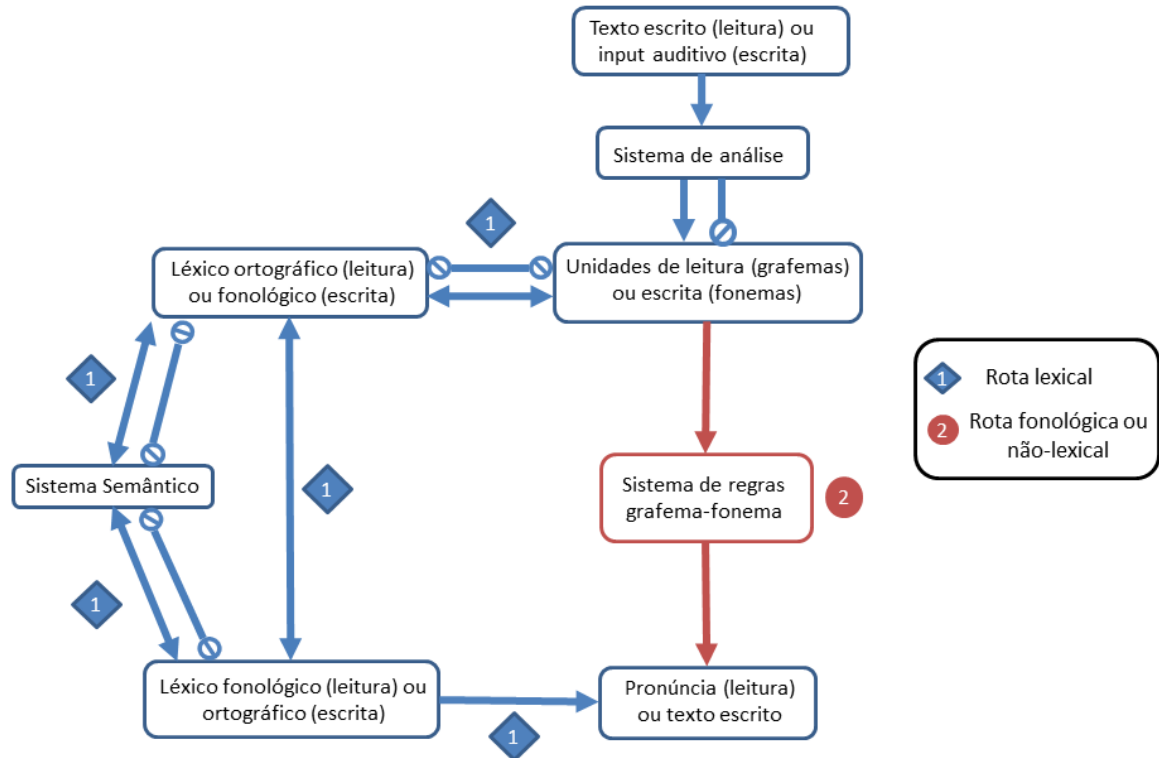 Texto escrito (leitura) ou
input auditivo (escrita)
Sistema de análise
1
Léxico ortográfico (leitura)
ou fonológico (escrita)
Unidades de leitura (grafemas)
ou escrita (fonemas)
1
1
Rota lexical
2
Rota fonológica ou
não-lexical
Sistema Semântico
1
Sistema de regras
grafema-fonema
2
1
Léxico fonológico (leitura) ou
ortográfico (escrita)
1
Pronúncia (leitura)
ou texto escrito